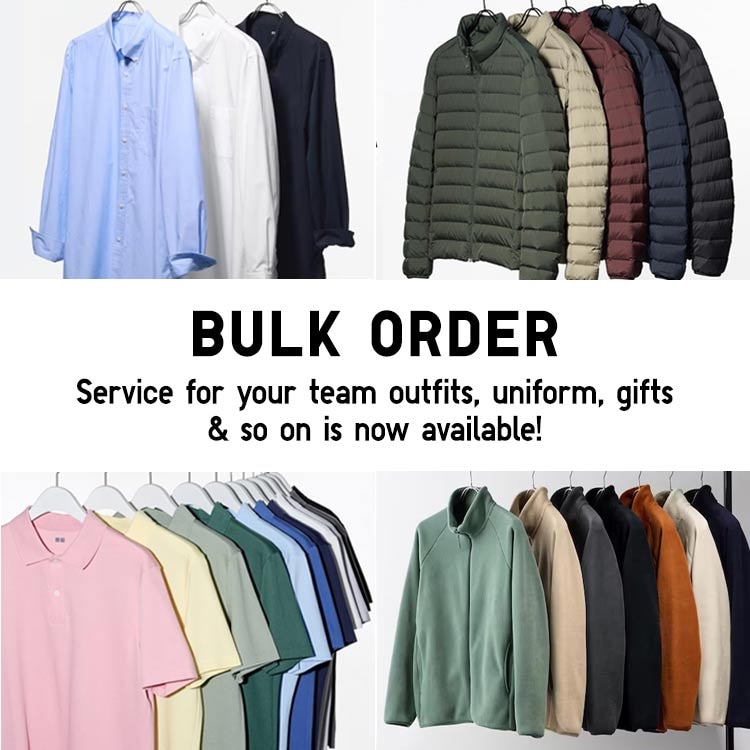 BULK ORDER
Service for your team outfits, uniform, gifts
& so on is now available!